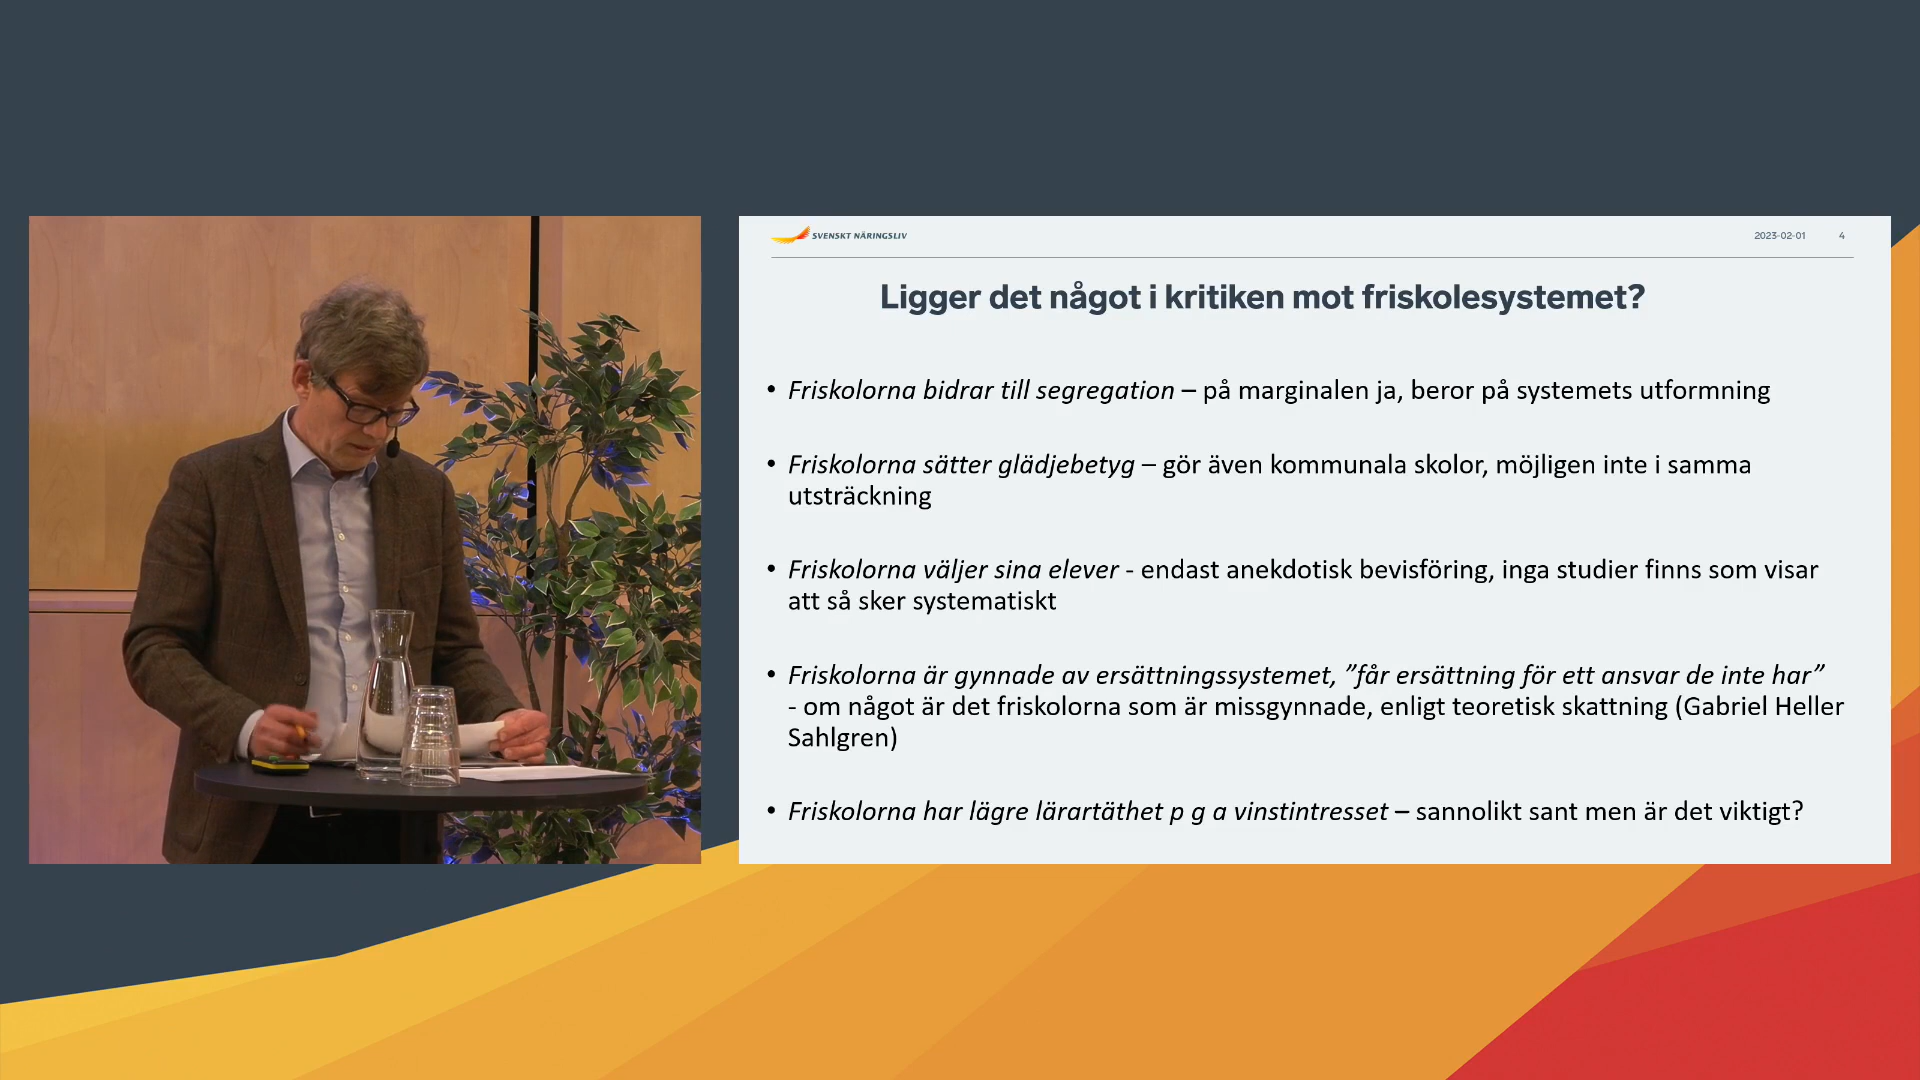 SVENSKT NÄRINGSLIV
2023-02-01 4
Ligger det något i kritiken mot friskolesystemet?
• Friskolorna bidrar till segregation – på marginalen ja, beror på systemets utformning
• Friskolorna sätter glädjebetyg – gör även kommunala skolor, möjligen inte i samma
utsträckning
• Friskolorna väljer sina elever - endast anekdotisk bevisföring, inga studier finns som visar
att så sker systematiskt
• Friskolorna är gynnade av ersättningssystemet, ”får ersättning för ett ansvar de inte har”
- om något är det friskolorna som är missgynnade, enligt teoretisk skattning (Gabriel Heller
Sahlgren)
• Friskolorna har lägre lärartäthet p g a vinstintresset – sannolikt sant men är det viktigt?